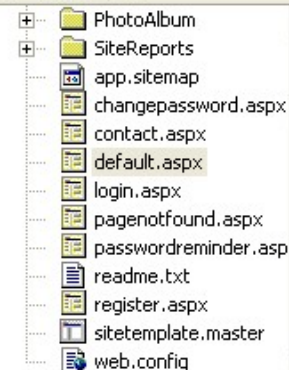 PhotoAlbum
SiteReports
app.sitemap
changepassword.aspx
contact.aspx
default.aspx
login.aspx
pagenotfound.aspx
passwordreminder.asp
readme.txt
register.aspx
sitetemplate.master
web.config